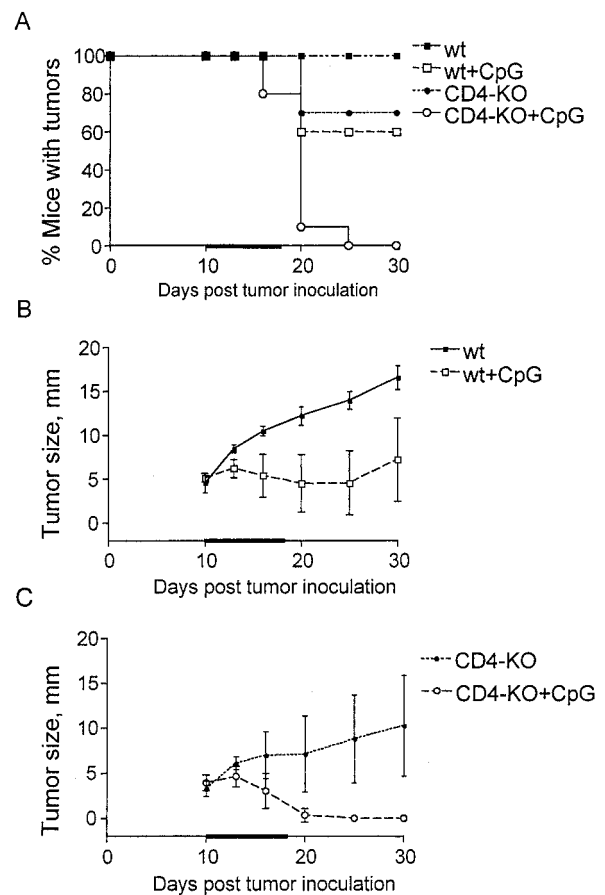 A
% Mice with tumors
100
80
60
40
20
0
0
10
20
30
Days post tumor inoculation
wt
wt+CpG
CD4-KO
CD4-KO+CpG
B
Tumor size, mm
20
15
10
5
0
0
10
20
30
Days post tumor inoculation
wt
wt+CpG
C
Tumor size, mm
20
15
10
5
0
0
10
20
30
Days post tumor inoculation
CD4-KO
CD4-KO+CpG